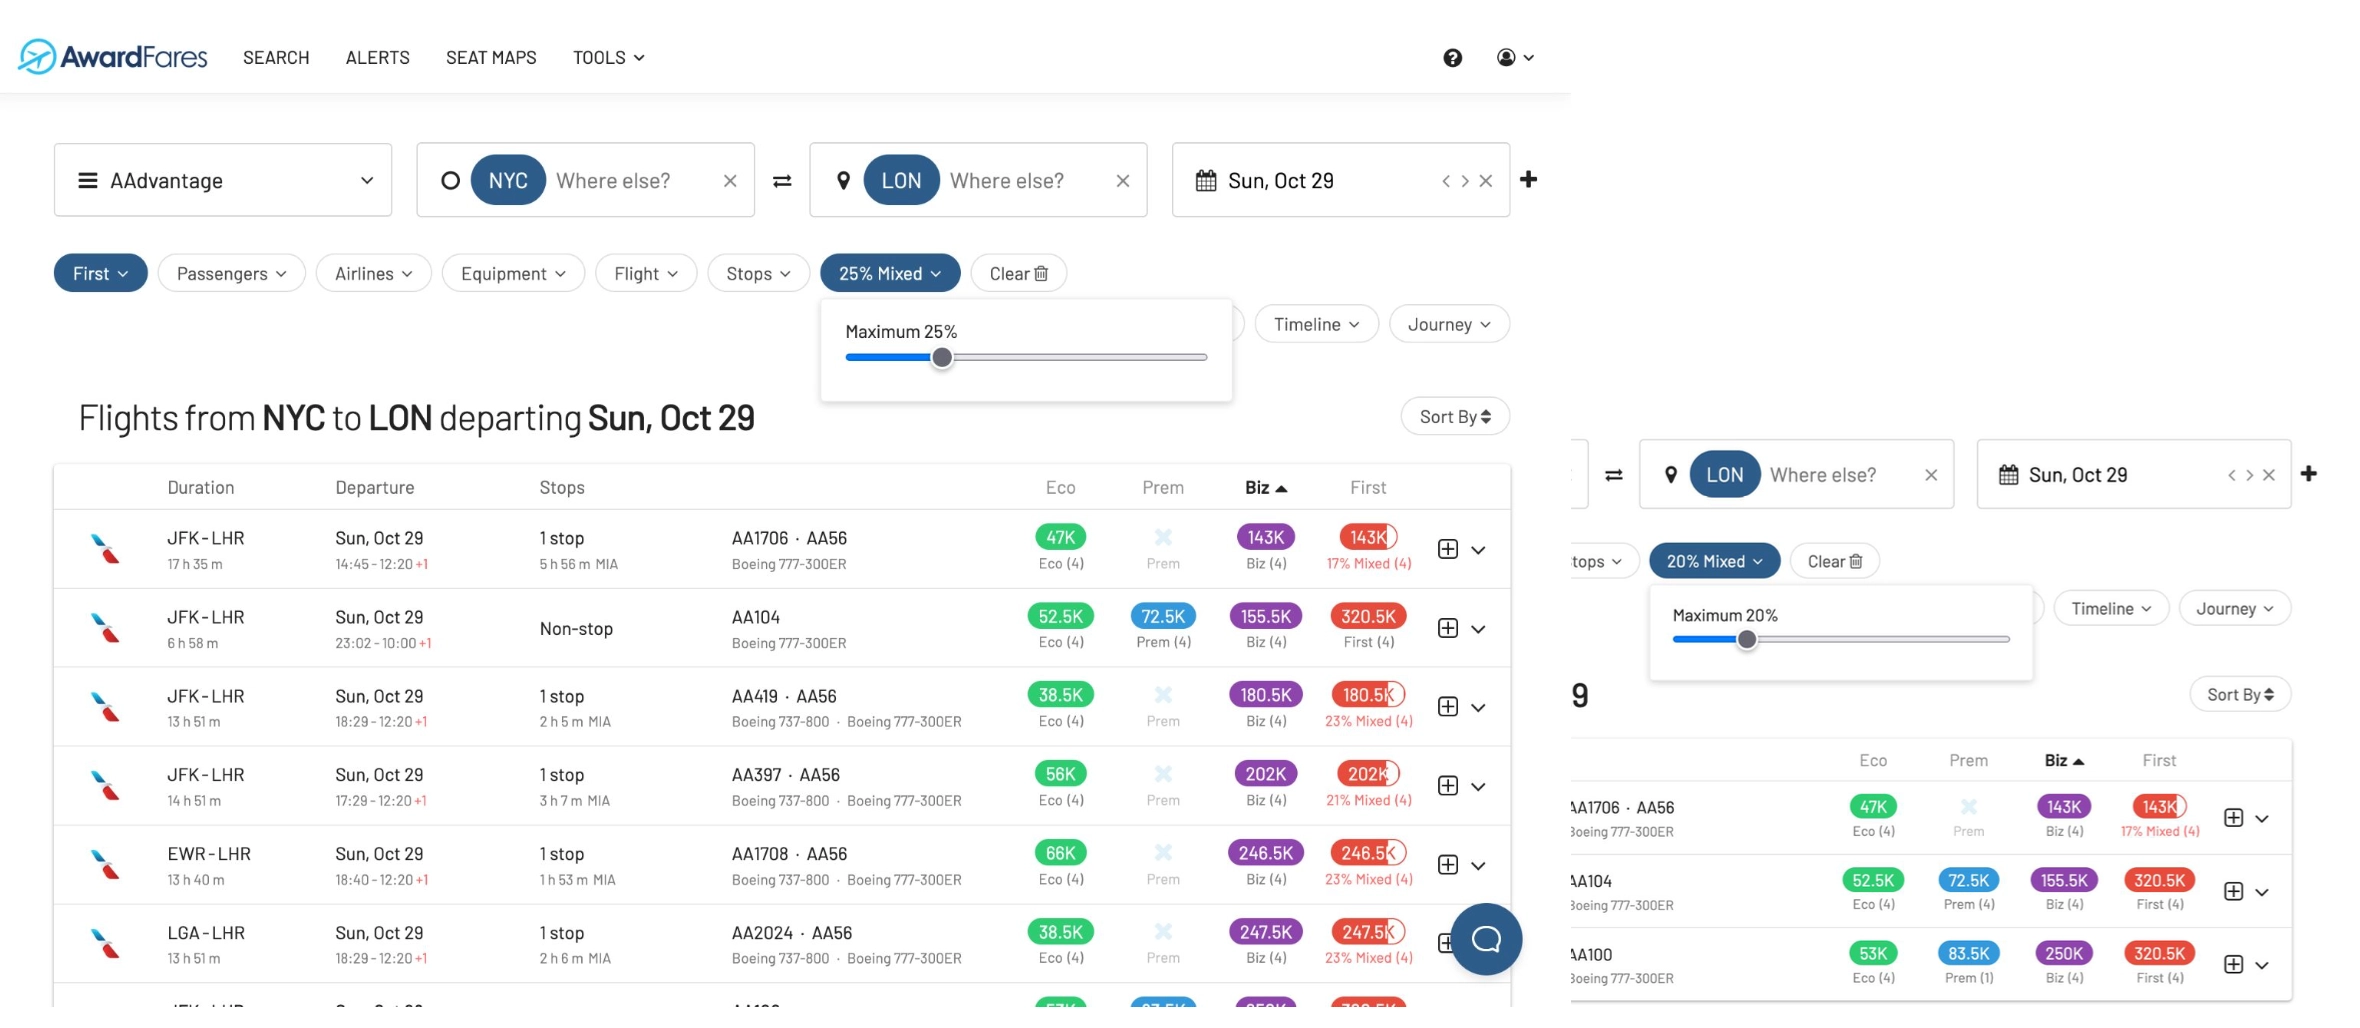 AwardFares SEARCH ALERTS SEAT MAPS TOOLS
AAdvantage NYC Where else? LON Where else? Sun, Oct 29
First Passengers Airlines Equipment Flight Stops 25% Mixed Clear
Maximum 25%
Timeline Journey
Flights from NYC to LON departing Sun, Oct 29
Sort By
Duration Departure Stops Eco Prem Biz First
JFK-LHR Sun, Oct 29 1 stop AA1706 · AA56 47K 143K 143K
17 h 35 m 14:45-12:20 +1 5 h 56 m MIA Boeing 777-300ER Eco (4) Prem Biz (4) 17% Mixed (4)
JFK-LHR Sun, Oct 29 Non-stop AA104 52.5K 72.5K 155.5K 320.5K
6 h 58 m 23:02-10:00 +1 Boeing 777-300ER Eco (4) Prem (4) Biz (4) First (4)
JFK-LHR Sun, Oct 29 1 stop AA419 · AA56 38.5K 180.5K 180.5K
13 h 51 m 18:29-12:20 +1 2 h 5 m MIA Boeing 737-800 · Boeing 777-300ER Eco (4) Prem Biz (4) 23% Mixed (4)
JFK-LHR Sun, Oct 29 1 stop AA397 · AA56 56K 202K 202K
14 h 51 m 17:29-12:20 +1 3 h 7 m MIA Boeing 737-800 · Boeing 777-300ER Eco (4) Prem Biz (4) 21% Mixed (4)
EWR-LHR Sun, Oct 29 1 stop AA1708 · AA56 66K 246.5K 246.5K
13 h 40 m 18:40-12:20 +1 1 h 53 m MIA Boeing 737-800 · Boeing 777-300ER Eco (4) Prem Biz (4) 23% Mixed (4)
LGA-LHR Sun, Oct 29 1 stop AA2024 · AA56 38.5K 247.5K 247.5K
13 h 51 m 18:29-12:20 +1 2 h 6 m MIA Boeing 737-800 · Boeing 777-300ER Eco (4) Prem Biz (4) 23% Mixed (4)
LON Where else? Sun, Oct 29
tops 20% Mixed Clear
Maximum 20%
Timeline Journey
9 Sort By
Eco Prem Biz First
AA1706 · AA56 47K 143K 143K
Boeing 777-300ER Eco (4) Prem Biz (4) 17% Mixed (4)
AA104 52.5K 72.5K 155.5K 320.5K
Boeing 777-300ER Eco (4) Prem (4) Biz (4) First (4)
AA100 53K 83.5K 250K 320.5K
Boeing 777-300ER Eco (4) Prem (1) Biz (4) First (4)